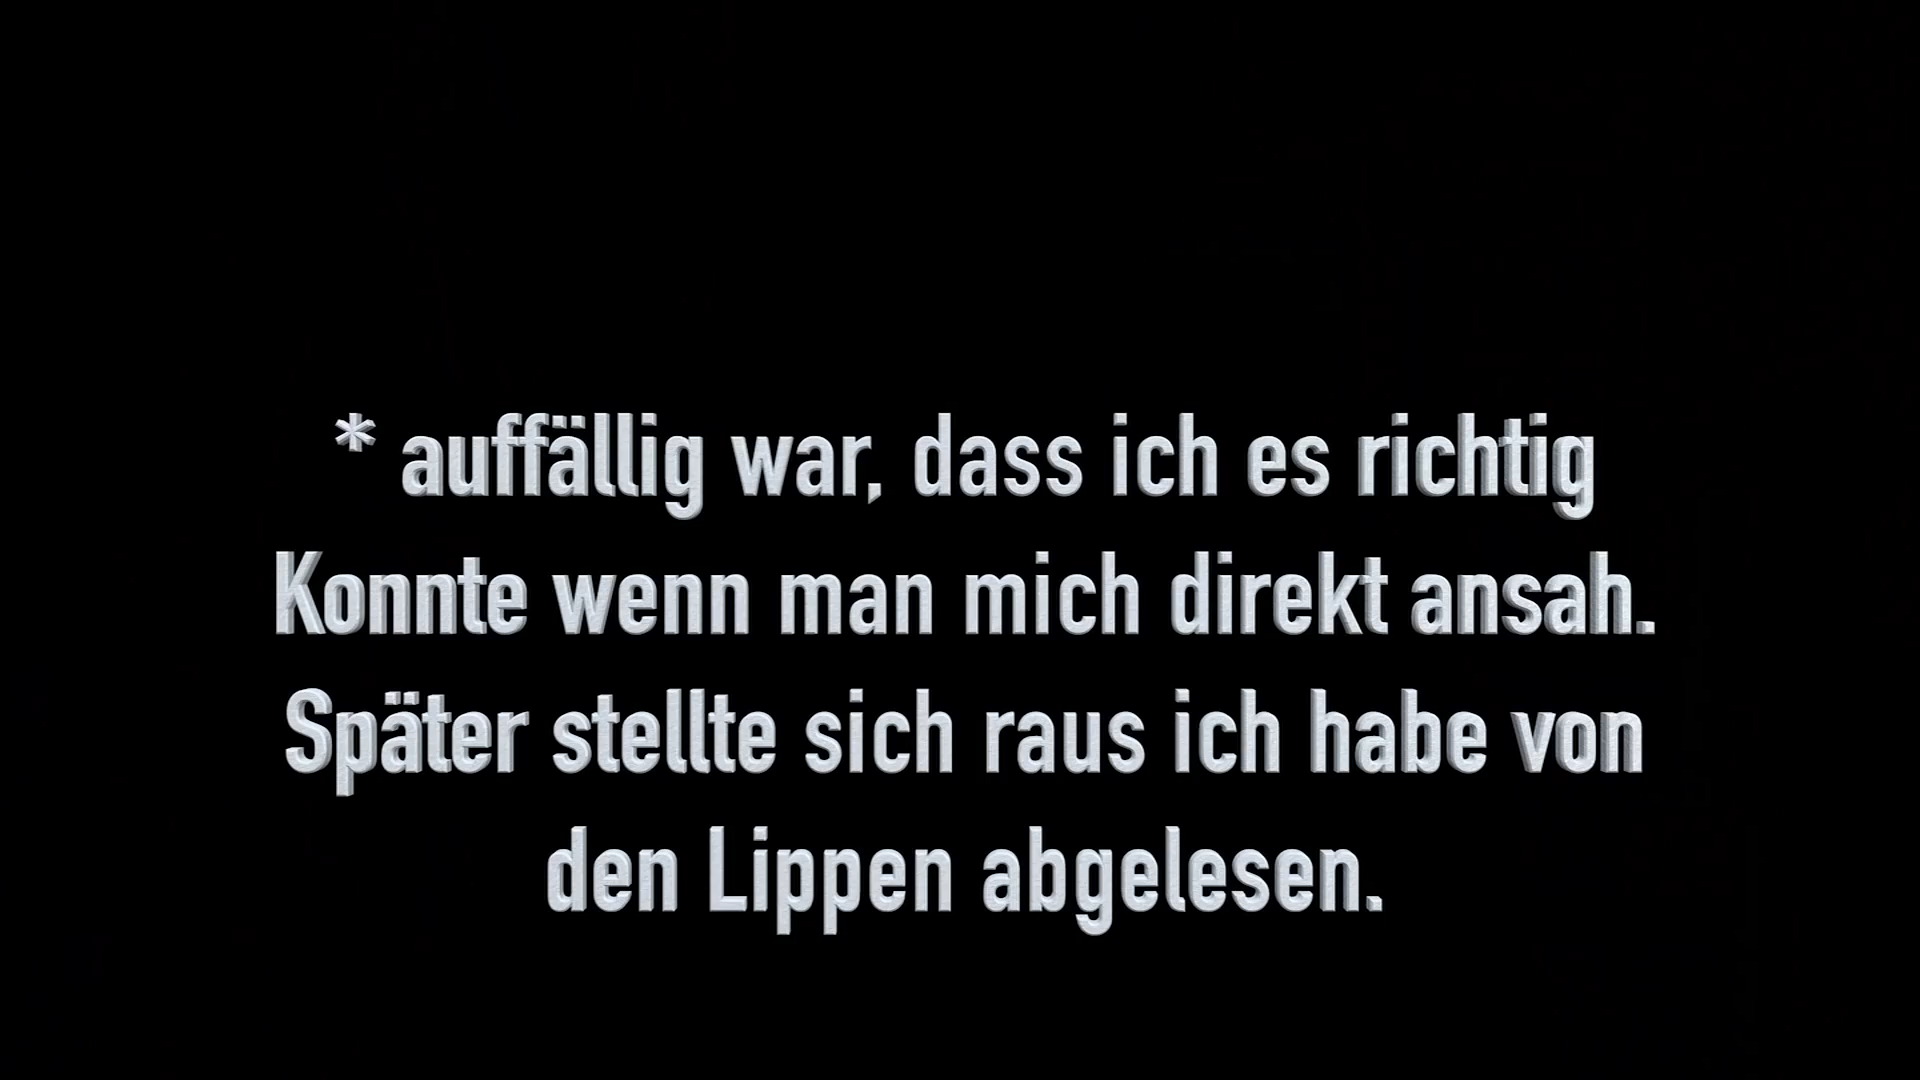 * auffällig war, dass ich es richtig
Konnte wenn man mich direkt ansah.
Später stellte sich raus ich habe von
den Lippen abgelesen.